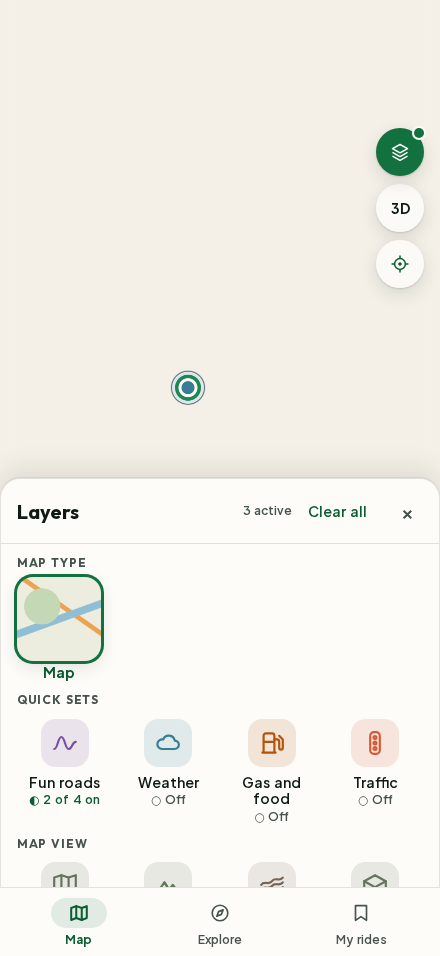 3D
Layers
3 active
Clear all
×
MAP TYPE
Map
QUICK SETS
Fun roads
2 of 4 on
Weather
Off
Gas and
food
Off
Traffic
Off
MAP VIEW
Map
Explore
My rides